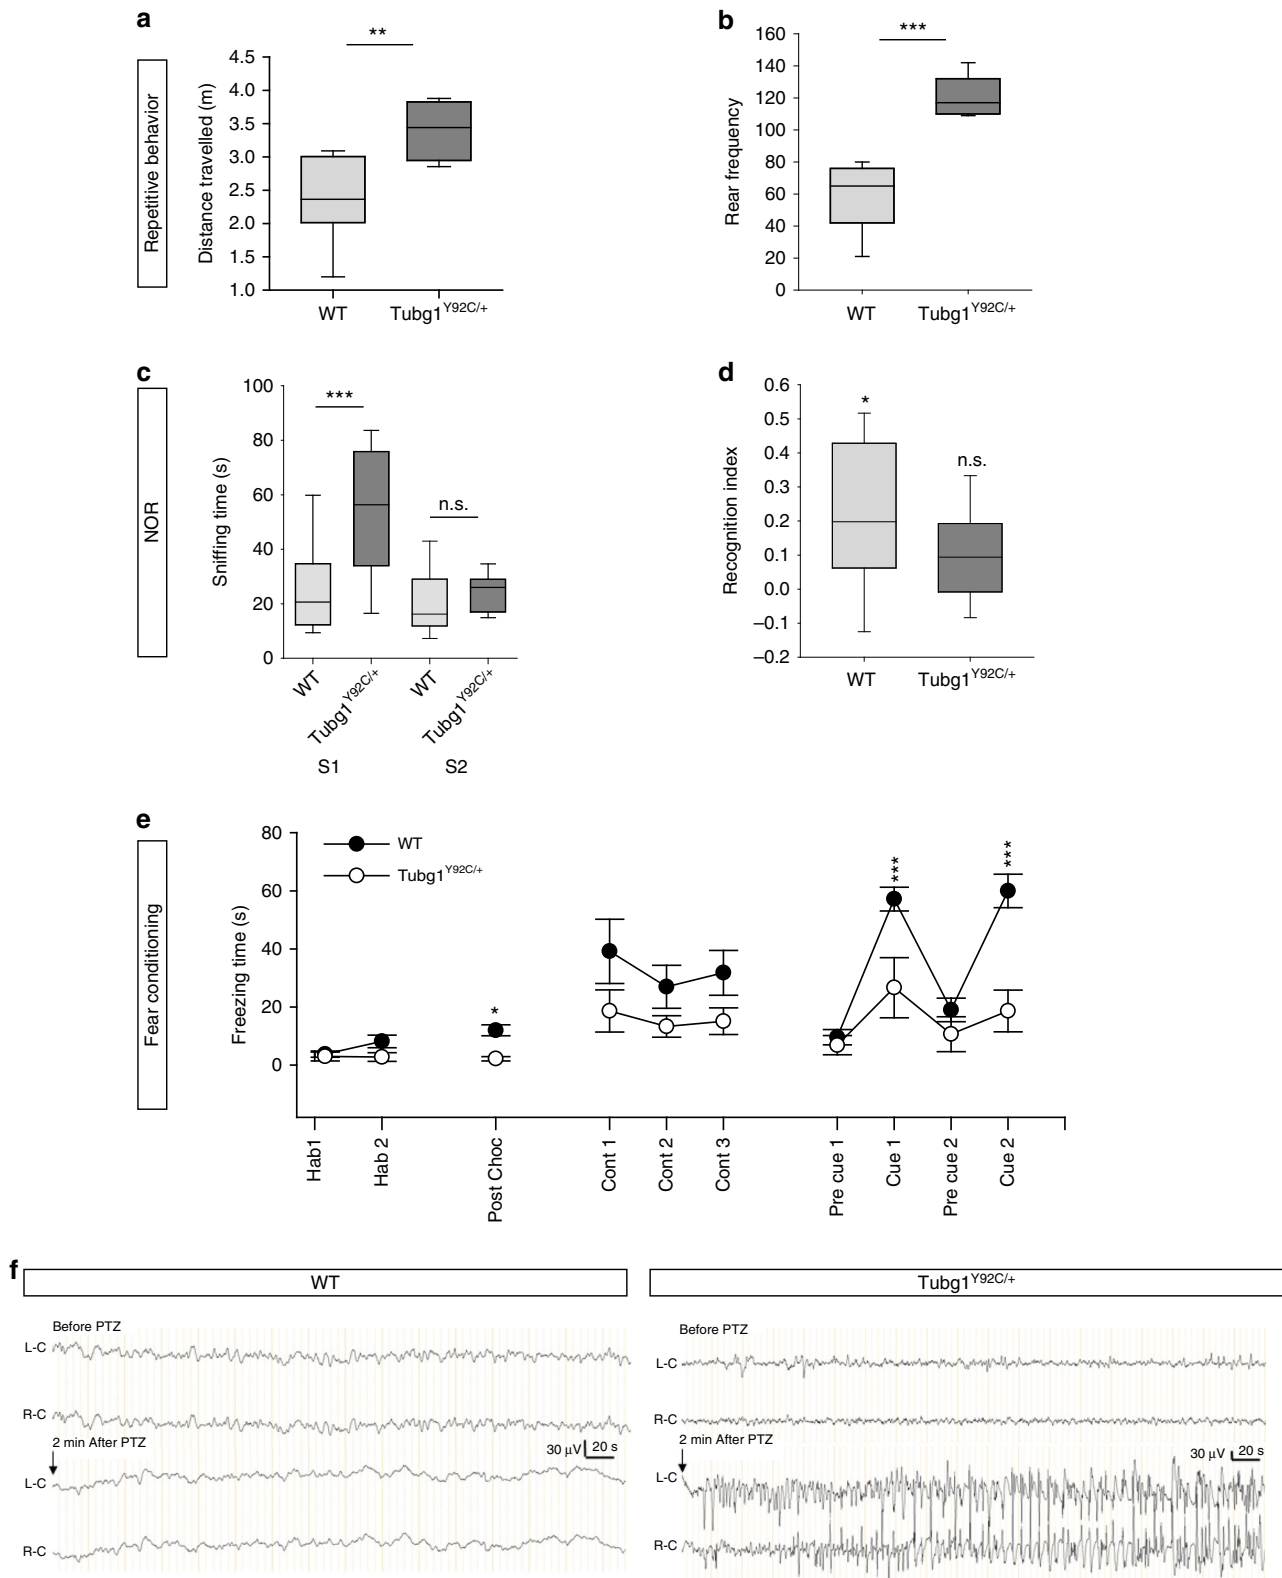 a
**
Repetitive behavior
Distance travelled (m)
4.5
4.0
3.5
3.0
2.5
2.0
1.5
1.0
WT
Tubg1Y92C/+
b
***
Rear frequency
160
140
120
100
80
60
40
20
0
WT
Tubg1Y92C/+
c
NOR
Sniffing time (s)
100
80
60
40
20
0
***
n.s.
WT
Tubg1Y92C/+
WT
Tubg1Y92C/+
S1
S2
d
Recognition index
0.6
0.5
0.4
0.3
0.2
0.1
0.0
–0.1
–0.2
*
n.s.
WT
Tubg1Y92C/+
e
Fear conditioning
Freezing time (s)
80
60
40
20
0
WT
Tubg1Y92C/+
*
***
***
Hab1
Hab 2
Post Choc
Cont 1
Cont 2
Cont 3
Pre cue 1
Cue 1
Pre cue 2
Cue 2
f
WT
Before PTZ
L-C
R-C
2 min After PTZ
30 µV
20 s
L-C
R-C
Tubg1Y92C/+
Before PTZ
L-C
R-C
2 min After PTZ
30 µV
20 s
L-C
R-C